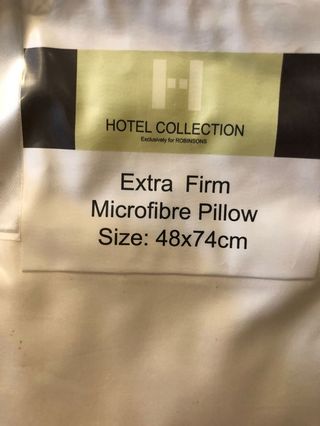 H
HOTEL COLLECTION
Exclusively for ROBINSONS
Extra Firm
Microfibre Pillow
Size: 48x74cm